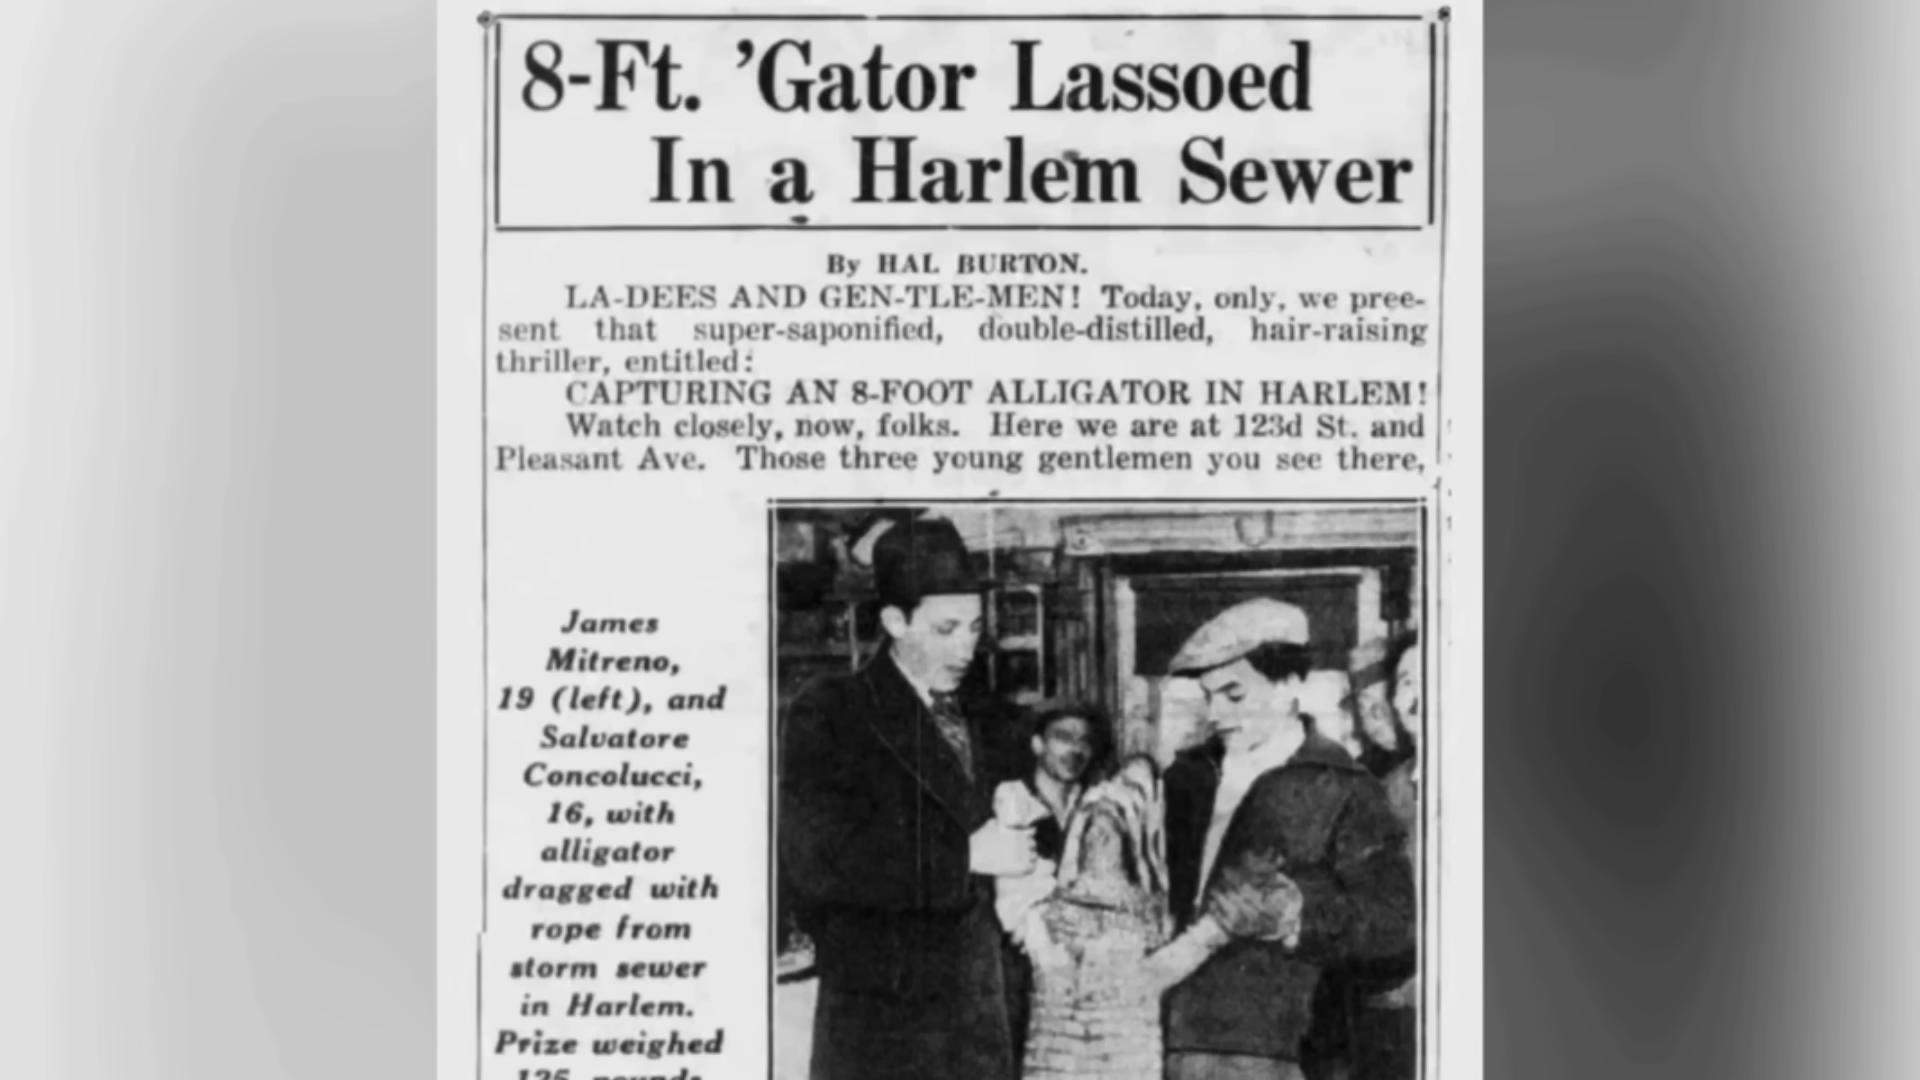 8-Ft. 'Gator Lassoed
In a Harlem Sewer
By HAL BURTON.
LA-DEES AND GEN-TLE-MEN! Today, only, we pree-
sent that super-saponified, double-distilled, hair-raising
thriller, entitled:
CAPTURING AN 8-FOOT ALLIGATOR IN HARLEM!
Watch closely, now, folks. Here we are at 123d St. and
Pleasant Ave. Those three young gentlemen you see there,
James
Mitreno,
19 (left), and
Salvatore
Concolucci,
16, with
alligator
dragged with
rope from
storm sewer
in Harlem.
Prize weighed
125 pounds